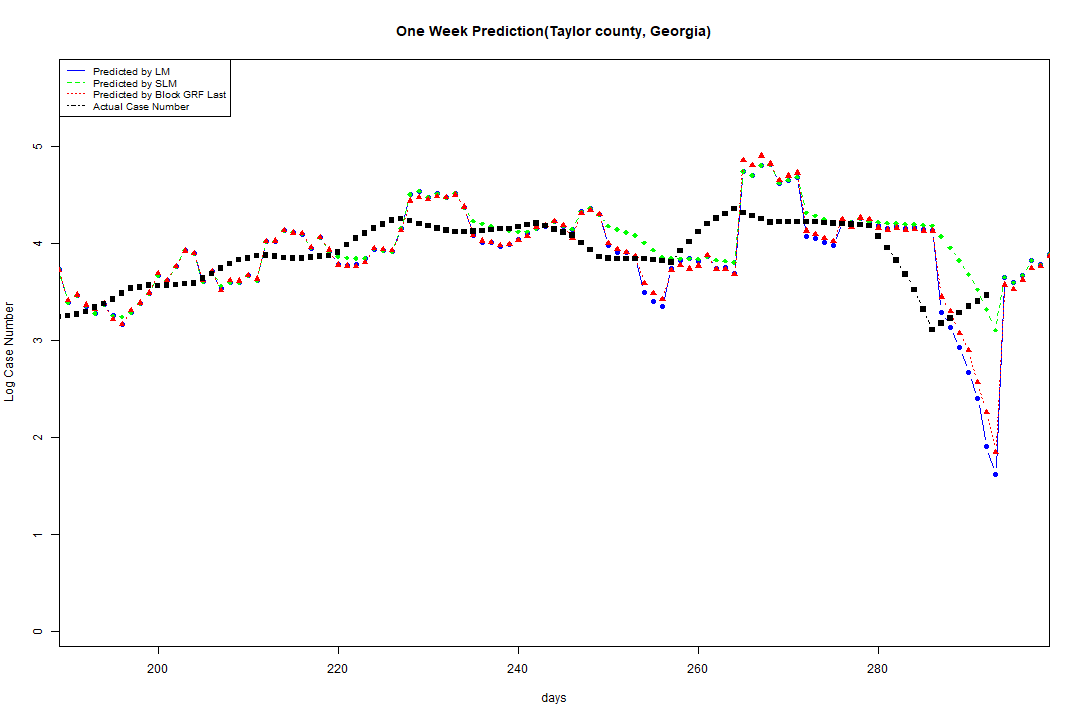 One Week Prediction(Taylor county, Georgia)
Predicted by LM
Predicted by SLM
Predicted by Block GRF Last
Actual Case Number
5
4
3
2
1
0
Log Case Number
200 220 240 260 280
days